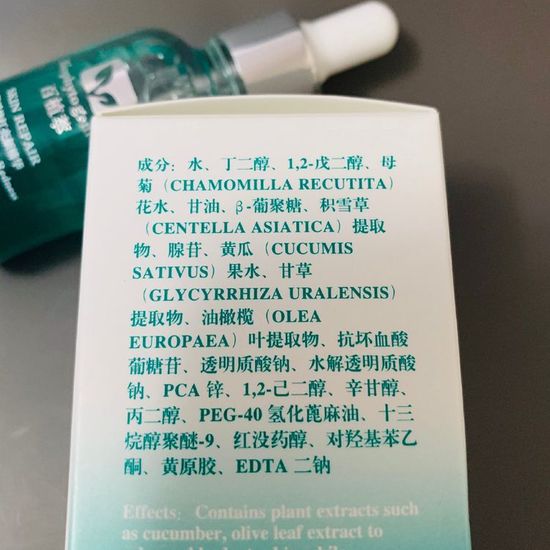 百植萃
SKIN REPAIR
成分：水、丁二醇、1,2-戊二醇、母
菊（CHAMOMILLA RECUTITA）
花水、甘油、β-葡聚糖、积雪草
（CENTELLA ASIATICA）提取
物、腺苷、黄瓜（CUCUMIS
SATIVUS）果水、甘草
（GLYCYRRHIZA URALENSIS）
提取物、油橄榄（OLEA
EUROPAEA）叶提取物、抗坏血酸
葡糖苷、透明质酸钠、水解透明质酸
钠、PCA 锌、1,2-己二醇、辛甘醇、
丙二醇、PEG-40 氢化蓖麻油、十三
烷醇聚醚-9、红没药醇、对羟基苯乙
酮、黄原胶、EDTA 二钠
Effects: Contains plant extracts such
as cucumber, olive leaf extract to